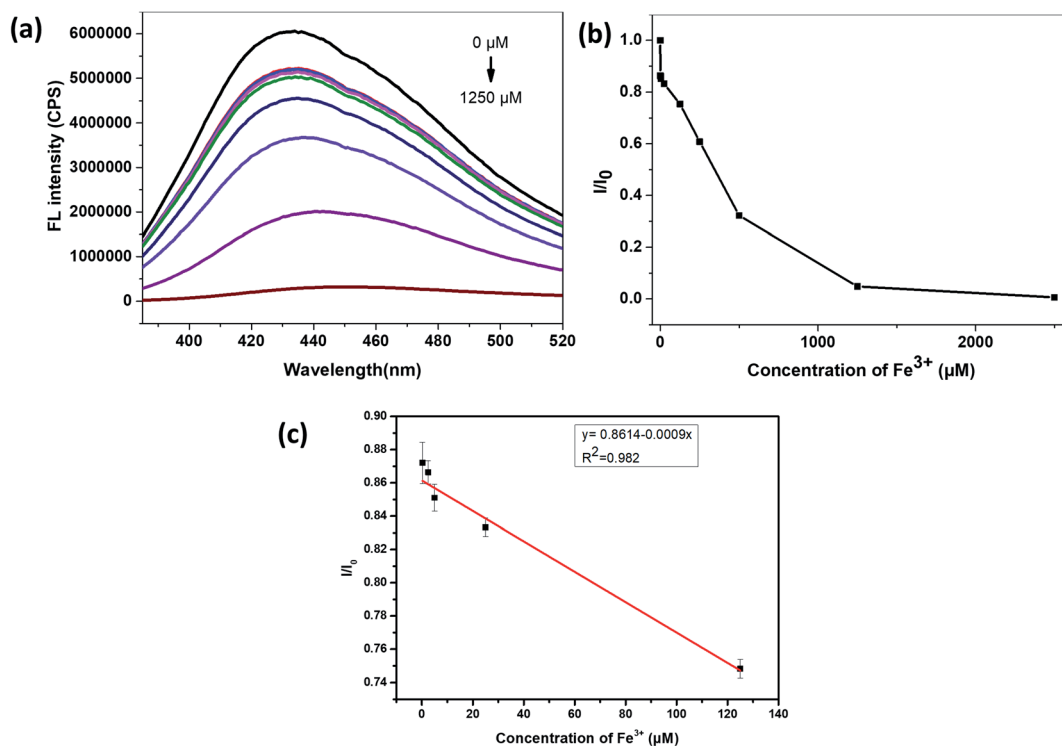 (a)
6000000
5000000
4000000
3000000
2000000
1000000
0
FL intensity (CPS)
0 µM
1250 µM
400 420 440 460 480 500 520
Wavelength(nm)
(b)
1.0
0.8
0.6
0.4
0.2
0.0
I/I0
0 1000 2000
Concentration of Fe3+ (µM)
(c)
0.90
0.88
0.86
0.84
0.82
0.80
0.78
0.76
0.74
I/I0
y= 0.8614-0.0009x
R2=0.982
0 20 40 60 80 100 120 140
Concentration of Fe3+ (µM)